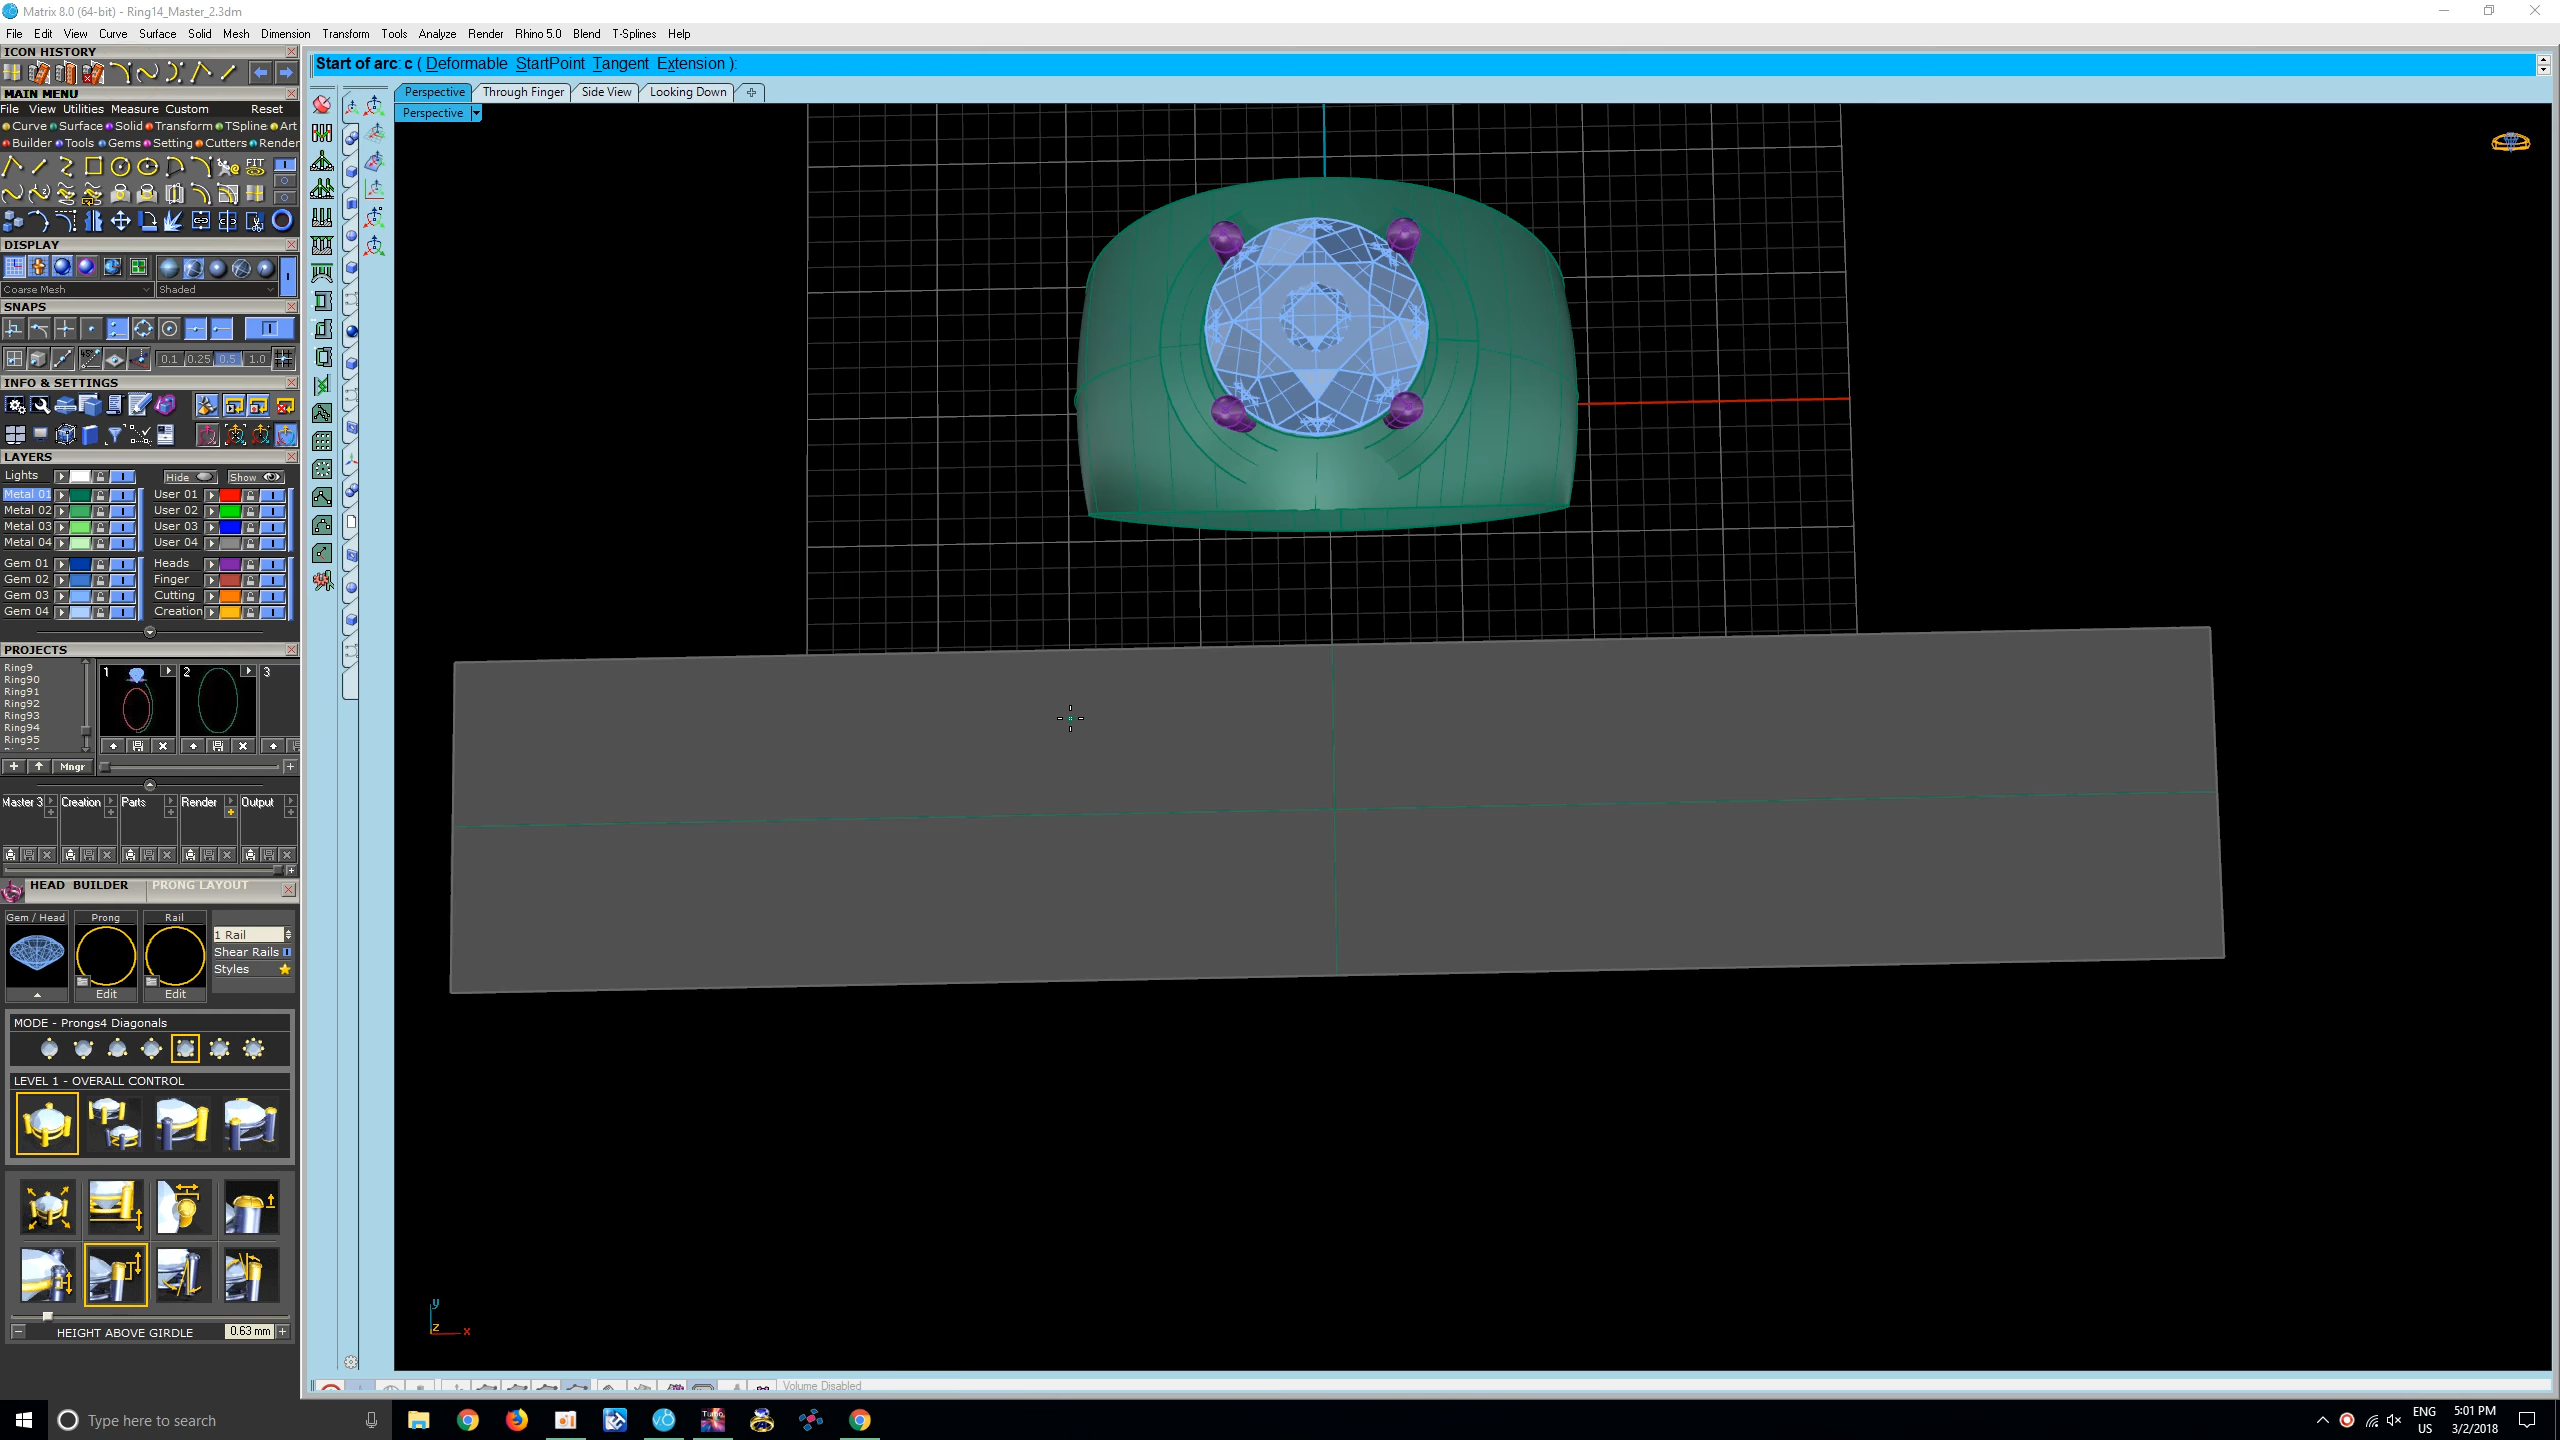 Matrix 8.0 (64-bit) - Ring14_Master_2.3dm
File Edit View Curve Surface Solid Mesh Dimension Transform Tools Analyze Render Rhino 5.0 Blend T-Splines Help
ICON HISTORY
Start of arc: c ( Deformable StartPoint Tangent Extension ):
MAIN MENU
File View Utilities Measure Custom Reset
Curve Surface Solid Transform TSpline Art
Builder Tools Gems Setting Cutters Render
Perspective Through Finger Side View Looking Down
Perspective
FIT
DISPLAY
Coarse Mesh Shaded
SNAPS
0.1 0.25 0.5 1.0
INFO & SETTINGS
LAYERS
Lights Hide Show
Metal 01 User 01
Metal 02 User 02
Metal 03 User 03
Metal 04 User 04
Gem 01 Heads
Gem 02 Finger
Gem 03 Cutting
Gem 04 Creation
PROJECTS
Ring9
Ring90
Ring91
Ring92
Ring93
Ring94
Ring95
1 2 3
Mngr
Master 3 Creation Parts Render Output
HEAD BUILDER PRONG LAYOUT
Gem / Head Prong Rail
1 Rail
Shear Rails
Styles
Edit Edit
MODE - Prongs4 Diagonals
LEVEL 1 - OVERALL CONTROL
HEIGHT ABOVE GIRDLE 0.63 mm
y
z x
Volume Disabled
Type here to search
ENG
US
5:01 PM
3/2/2018